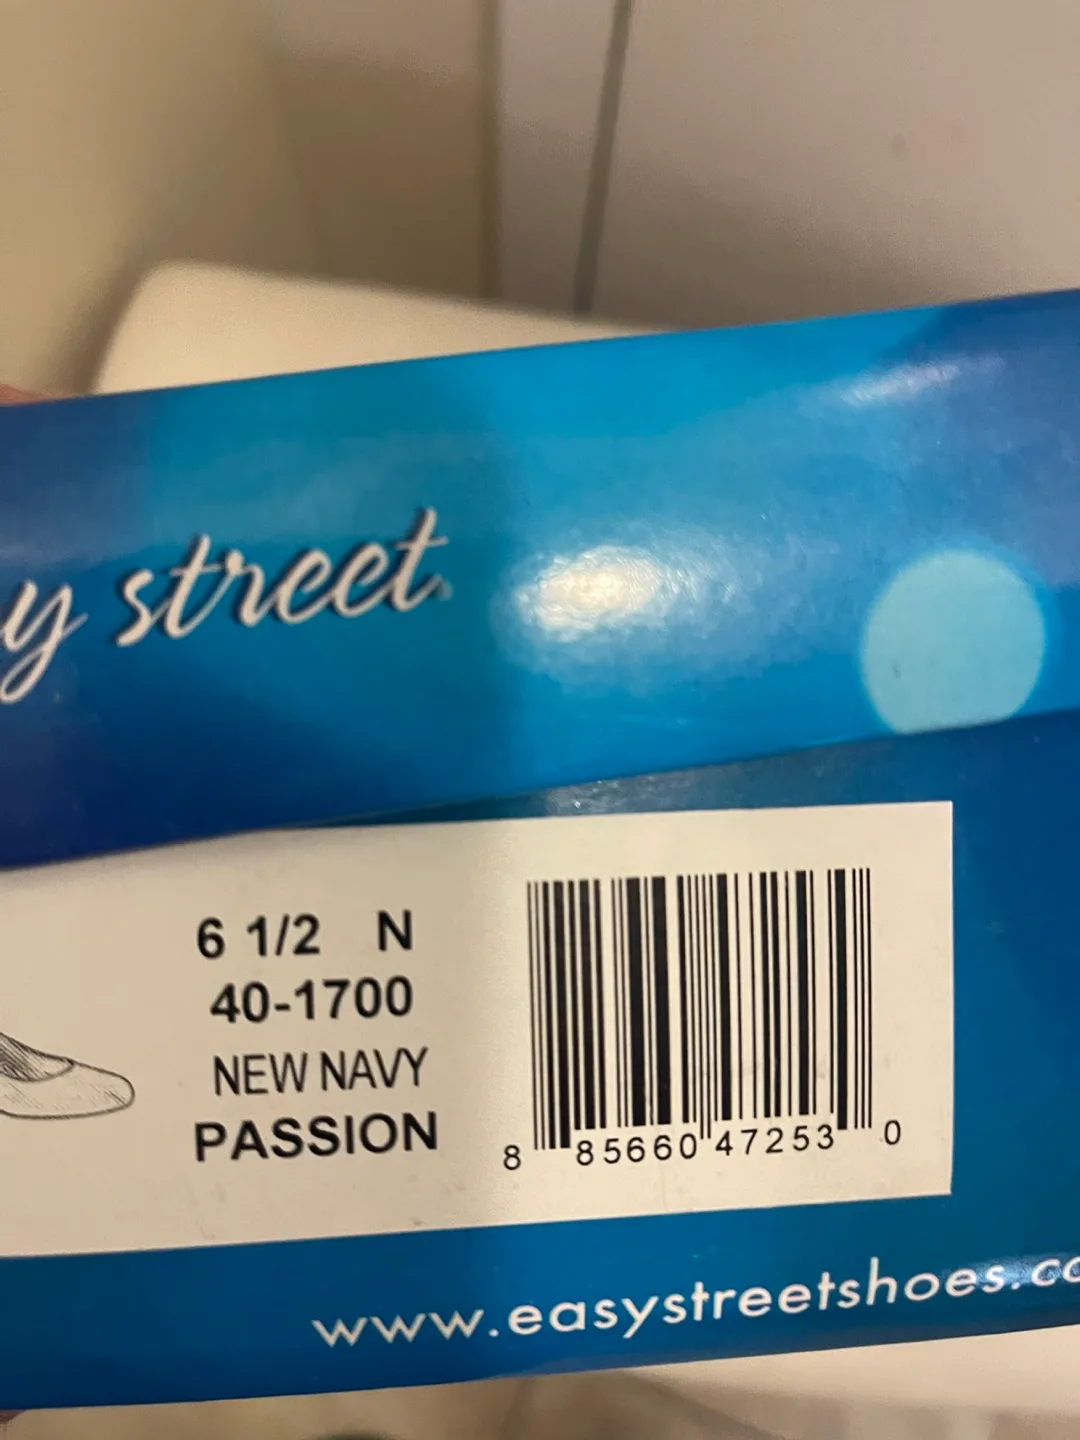 y street
6 1/2 N
40-1700
NEW NAVY
PASSION
8 85660 47253 0
www.easystreetshoes.co